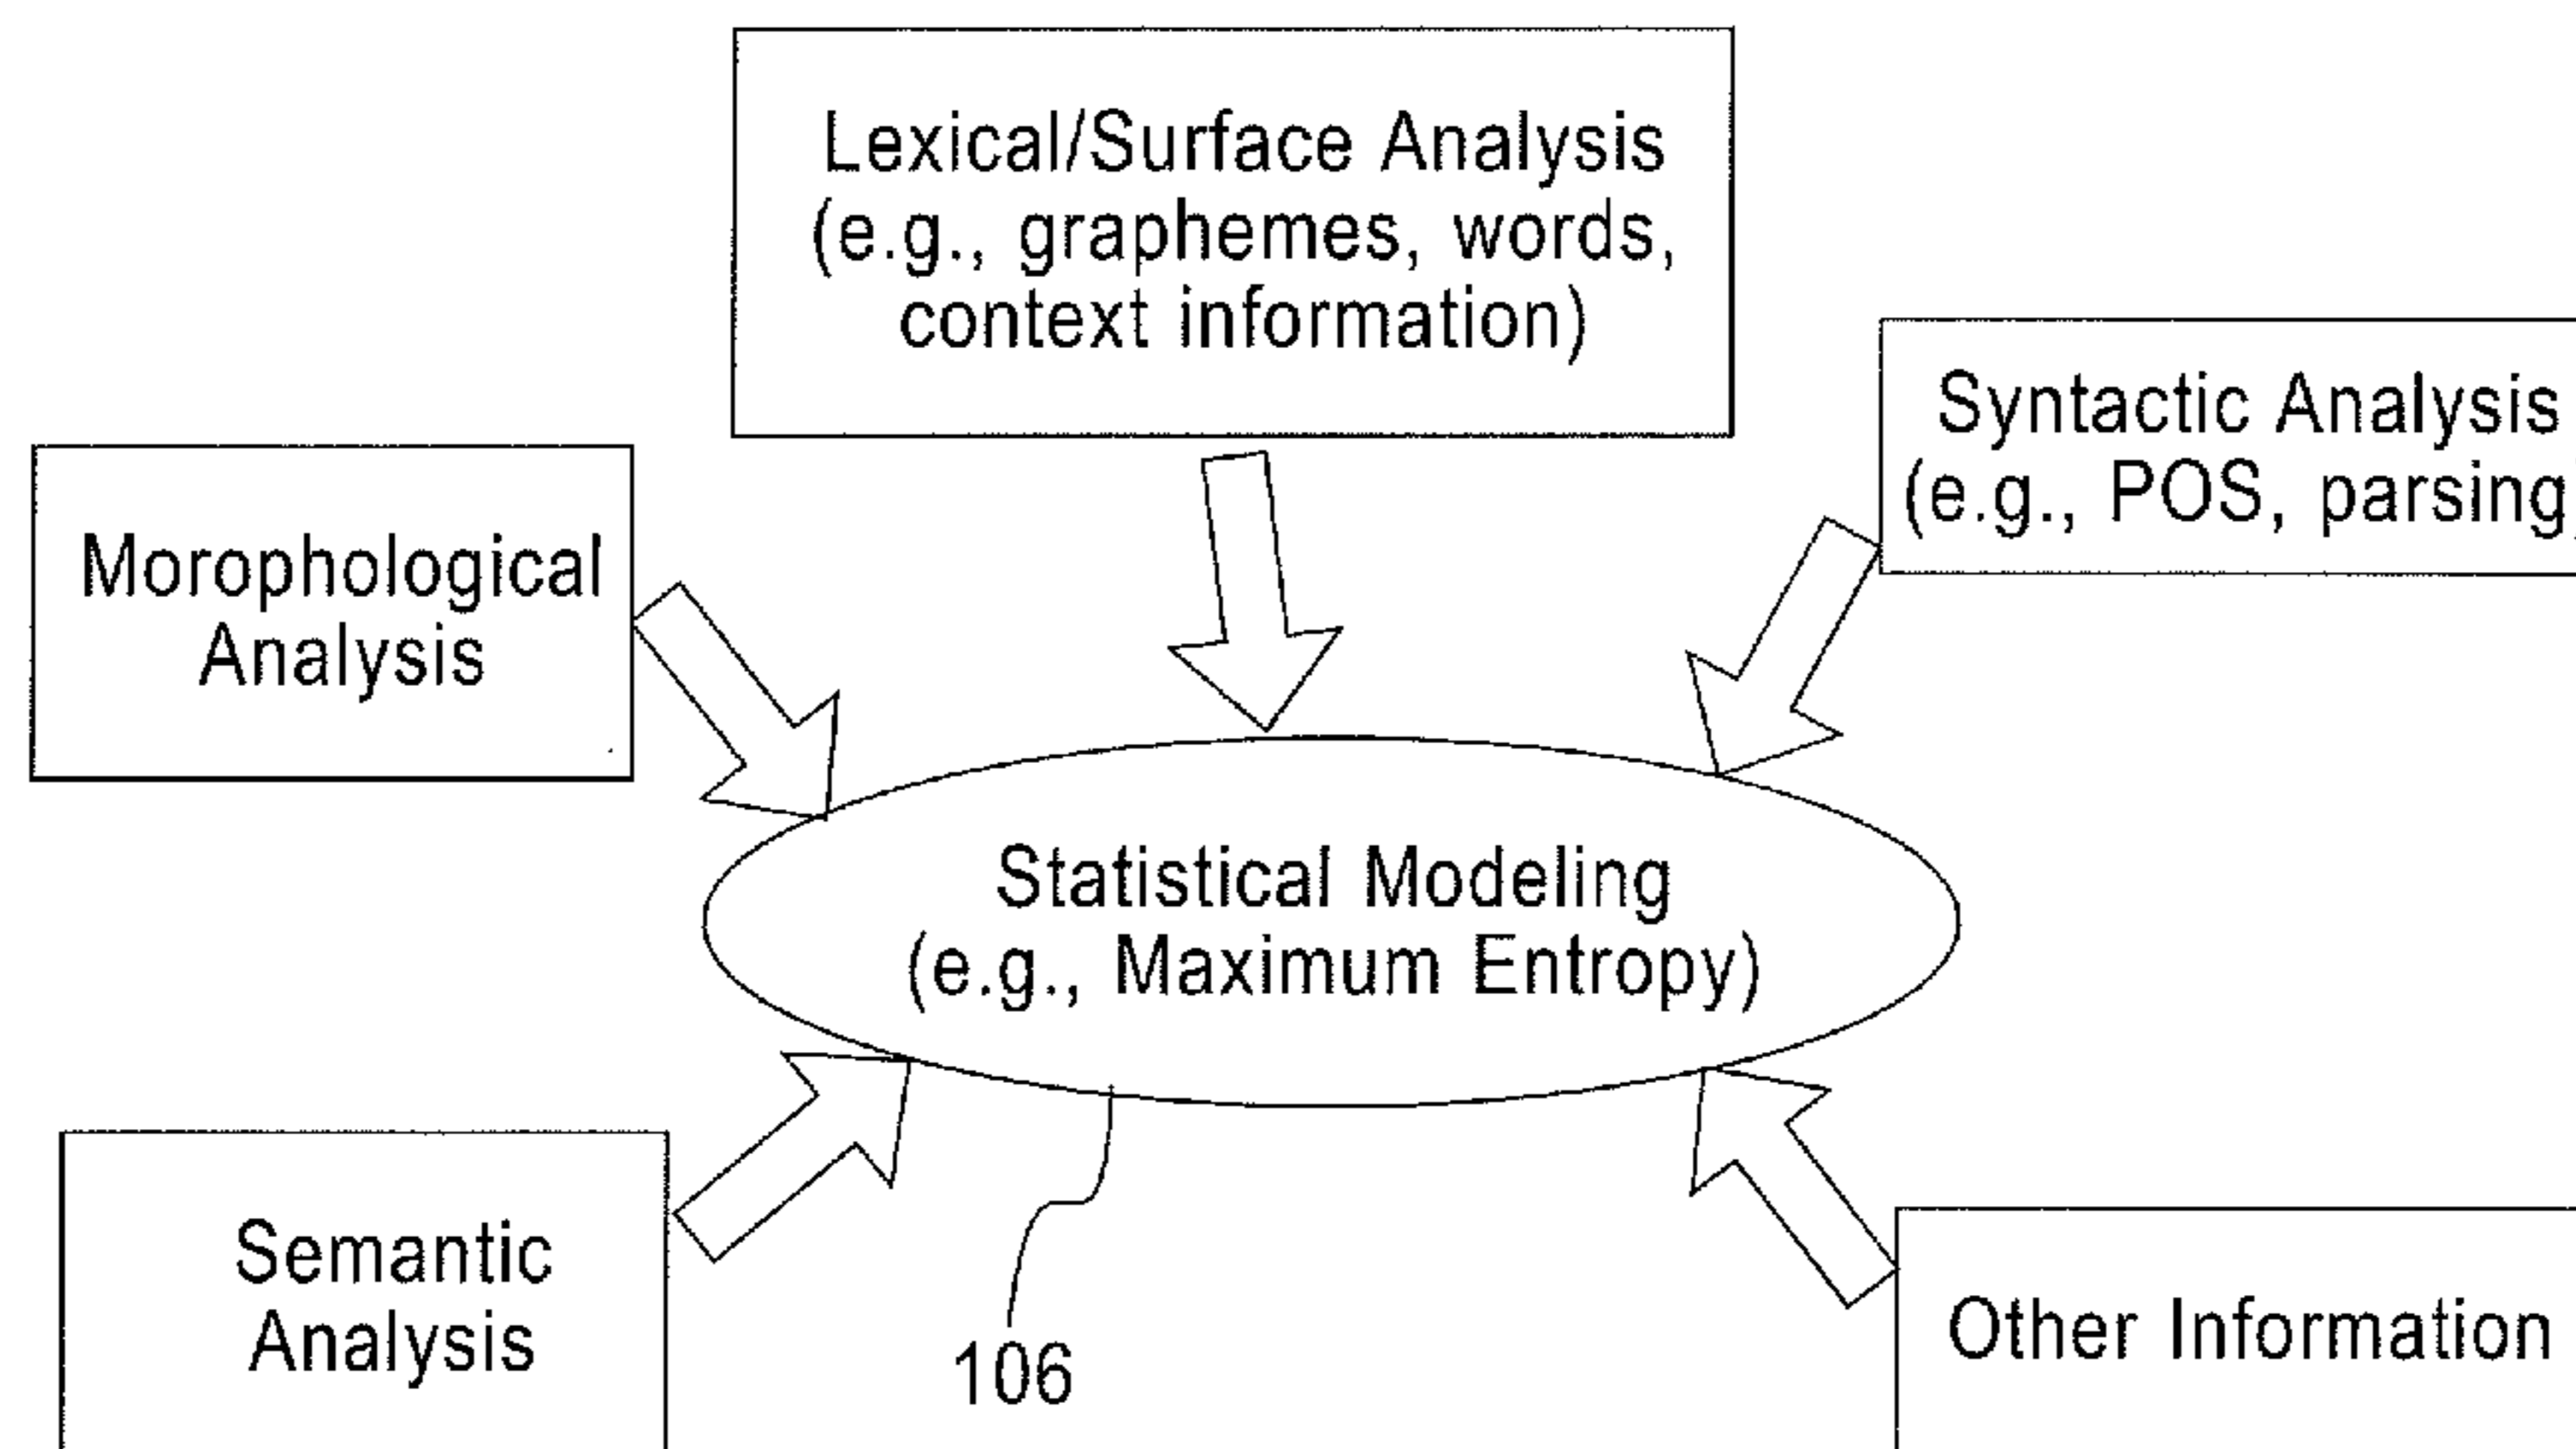 Lexical/Surface Analysis
(e.g., graphemes, words,
context information)
Syntactic Analysis
(e.g., POS, parsing)
Morophological
Analysis
Statistical Modeling
(e.g., Maximum Entropy)
Semantic
Analysis
106
Other Information